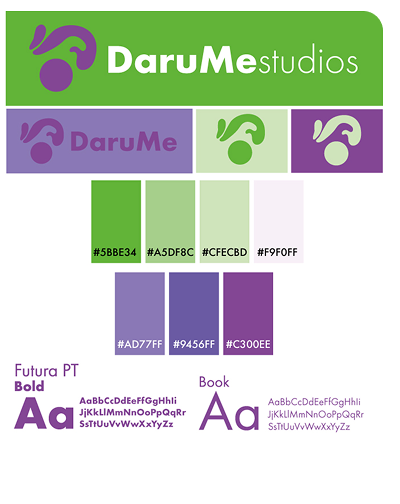 DaruMestudios
DaruMe
#5BBE34 #A5DF8C #CFECBD #F9F0FF
#AD77FF #9456FF #C300EE
Futura PT
Bold
Aa
AaBbCcDdEeFfGgHhIi
JjKkLlMmNnOoPpQqRr
SsTtUuVvWwXxYyZz
Book
Aa
AaBbCcDdEeFfGgHhIi
JjKkLlMmNnOoPpQqRr
SsTtUuVvWwXxYyZz